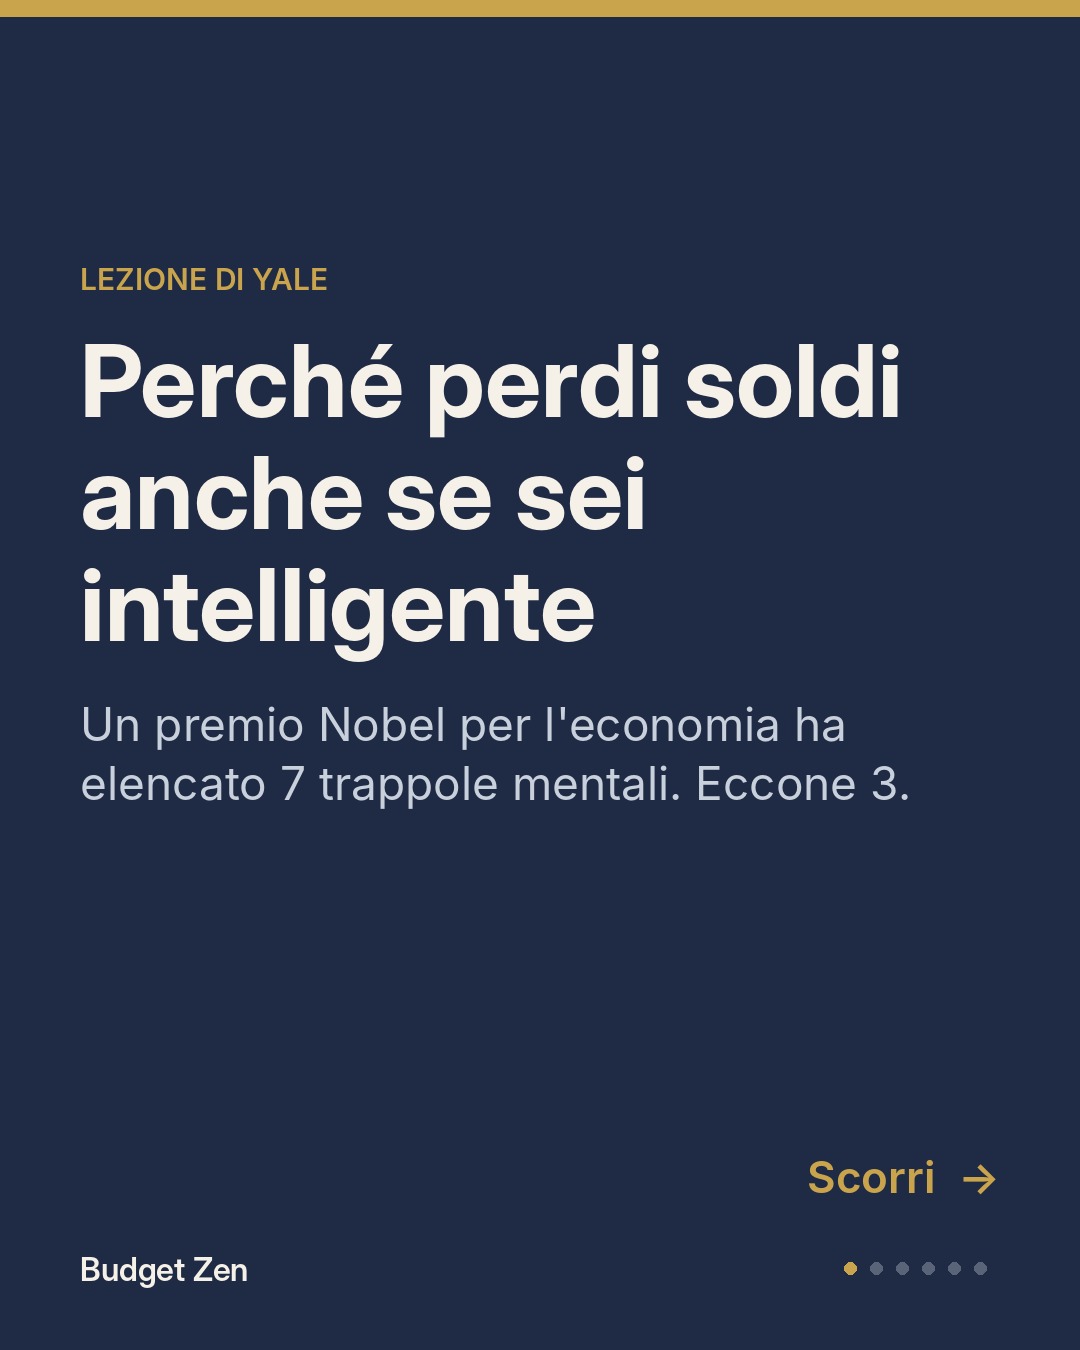 LEZIONE DI YALE
Perché perdi soldi
anche se sei
intelligente
Un premio Nobel per l'economia ha
elencato 7 trappole mentali. Eccone 3.
Scorri →
Budget Zen